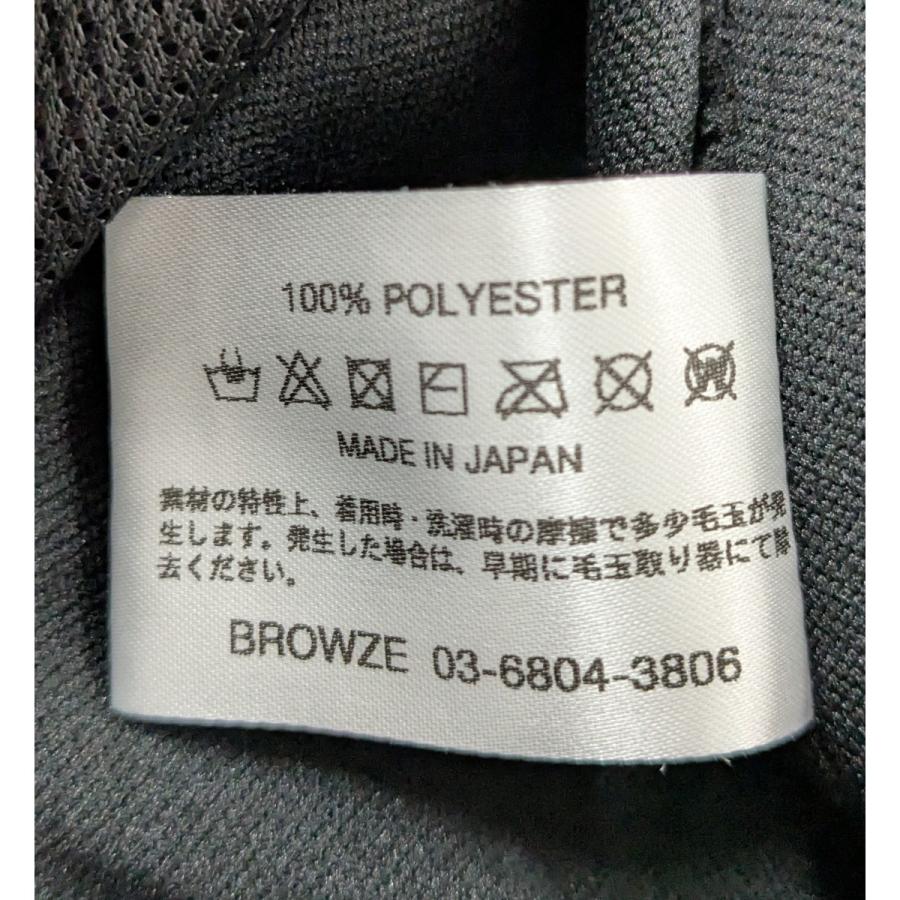 100% POLYESTER
MADE IN JAPAN
素材の特性上、着用時・洗濯時の摩擦で多少毛玉が発
生します。発生した場合は、早期に毛玉取り器にて除
去ください。
BROWZE 03-6804-3806